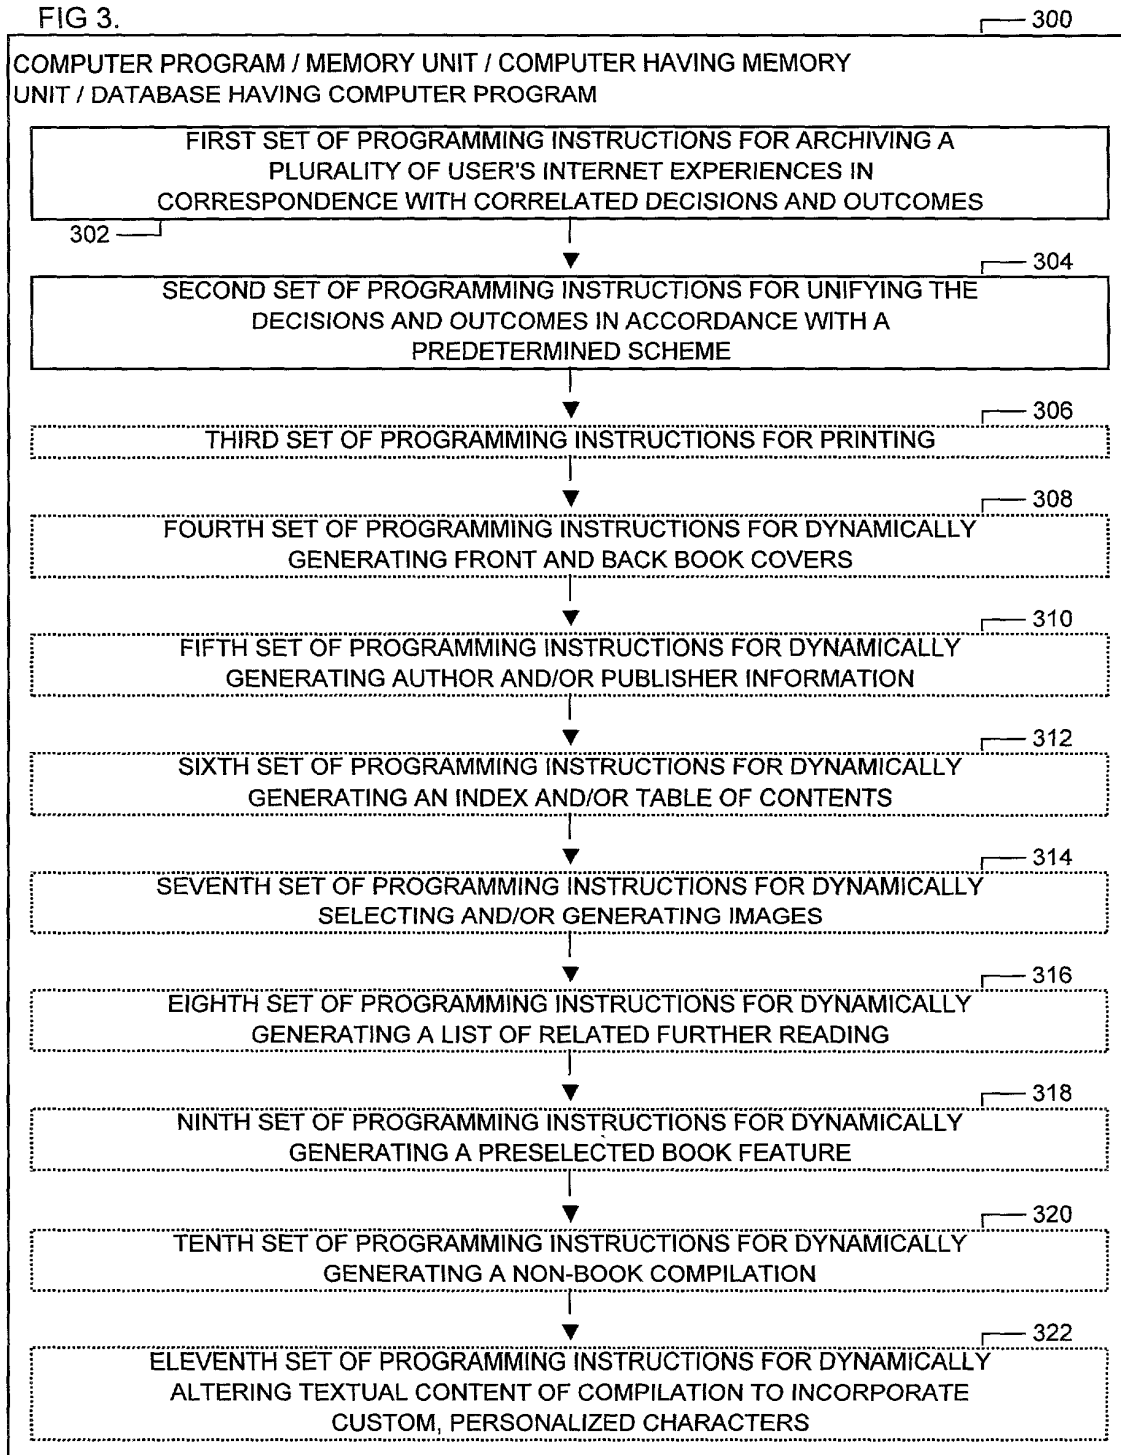 FIG 3.
300
COMPUTER PROGRAM / MEMORY UNIT / COMPUTER HAVING MEMORY
UNIT / DATABASE HAVING COMPUTER PROGRAM
FIRST SET OF PROGRAMMING INSTRUCTIONS FOR ARCHIVING A
PLURALITY OF USER'S INTERNET EXPERIENCES IN
CORRESPONDENCE WITH CORRELATED DECISIONS AND OUTCOMES
302
304
SECOND SET OF PROGRAMMING INSTRUCTIONS FOR UNIFYING THE
DECISIONS AND OUTCOMES IN ACCORDANCE WITH A
PREDETERMINED SCHEME
306
THIRD SET OF PROGRAMMING INSTRUCTIONS FOR PRINTING
308
FOURTH SET OF PROGRAMMING INSTRUCTIONS FOR DYNAMICALLY
GENERATING FRONT AND BACK BOOK COVERS
310
FIFTH SET OF PROGRAMMING INSTRUCTIONS FOR DYNAMICALLY
GENERATING AUTHOR AND/OR PUBLISHER INFORMATION
312
SIXTH SET OF PROGRAMMING INSTRUCTIONS FOR DYNAMICALLY
GENERATING AN INDEX AND/OR TABLE OF CONTENTS
314
SEVENTH SET OF PROGRAMMING INSTRUCTIONS FOR DYNAMICALLY
SELECTING AND/OR GENERATING IMAGES
316
EIGHTH SET OF PROGRAMMING INSTRUCTIONS FOR DYNAMICALLY
GENERATING A LIST OF RELATED FURTHER READING
318
NINTH SET OF PROGRAMMING INSTRUCTIONS FOR DYNAMICALLY
GENERATING A PRESELECTED BOOK FEATURE
320
TENTH SET OF PROGRAMMING INSTRUCTIONS FOR DYNAMICALLY
GENERATING A NON-BOOK COMPILATION
322
ELEVENTH SET OF PROGRAMMING INSTRUCTIONS FOR DYNAMICALLY
ALTERING TEXTUAL CONTENT OF COMPILATION TO INCORPORATE
CUSTOM, PERSONALIZED CHARACTERS